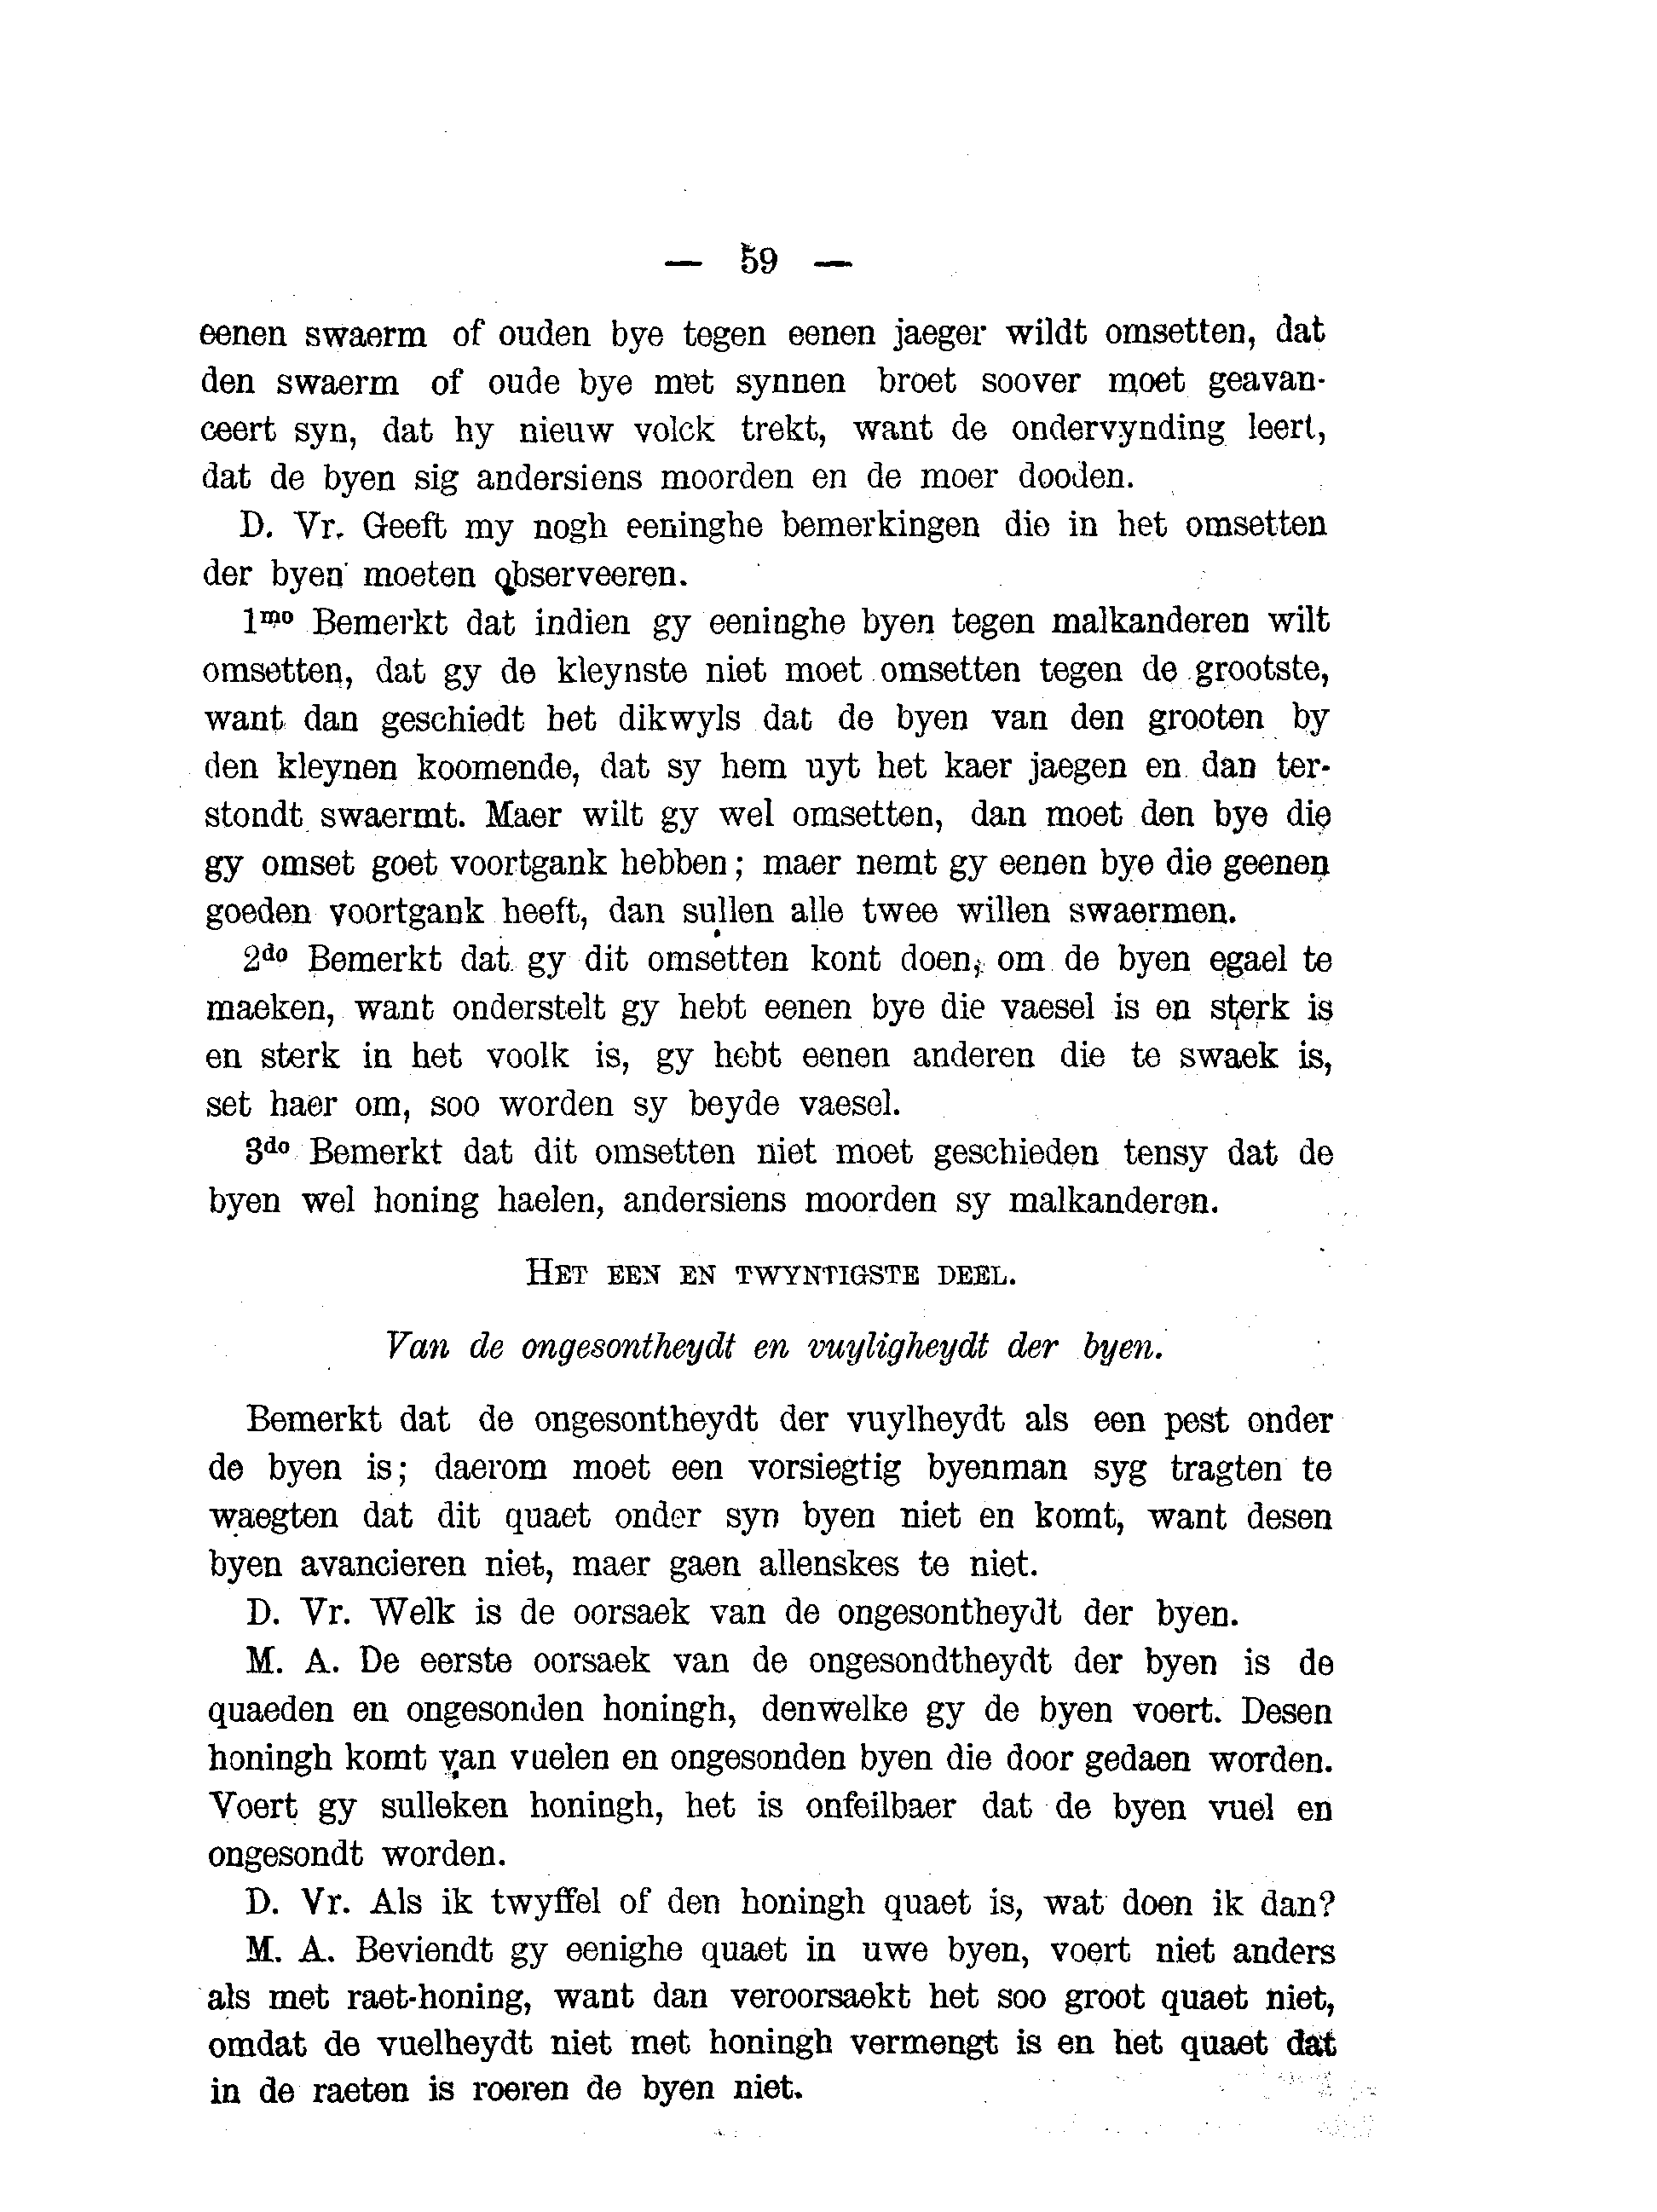 — 59 —
eenen swaerm of ouden bye tegen eenen jaeger wildt omsetten, dat
den swaerm of oude bye met synnen broet soover moet geavan-
ceert syn, dat hy nieuw volck trekt, want de ondervynding leert,
dat de byen sig andersiens moorden en de moer dooden.
D. Vr. Geeft my nogh eeninghe bemerkingen die in het omsetten
der byen moeten observeeren.
1mo Bemerkt dat indien gy eeninghe byen tegen malkanderen wilt
omsetten, dat gy de kleynste niet moet omsetten tegen de grootste,
want dan geschiedt het dikwyls dat de byen van den grooten by
den kleynen koomende, dat sy hem uyt het kaer jaegen en dan ter-
stondt swaermt. Maer wilt gy wel omsetten, dan moet den bye die
gy omset goet voortgank hebben; maer nemt gy eenen bye die geenen
goeden voortgank heeft, dan sullen alle twee willen swaermen.
2do Bemerkt dat gy dit omsetten kont doen, om de byen egael te
maeken, want onderstelt gy hebt eenen bye die vaesel is en sterk is
en sterk in het voolk is, gy hebt eenen anderen die te swaek is,
set haer om, soo worden sy beyde vaesel.
3do Bemerkt dat dit omsetten niet moet geschieden tensy dat de
byen wel honing haelen, andersiens moorden sy malkanderen.
HET EEN EN TWYNTIGSTE DEEL.
Van de ongesontheydt en vuyligheydt der byen.
Bemerkt dat de ongesontheydt der vuylheydt als een pest onder
de byen is; daerom moet een vorsiegtig byenman syg tragten te
waegten dat dit quaet onder syn byen niet en komt, want desen
byen avancieren niet, maer gaen allenskes te niet.
D. Vr. Welk is de oorsaek van de ongesontheydt der byen.
M. A. De eerste oorsaek van de ongesondtheydt der byen is de
quaeden en ongesonden honingh, denwelke gy de byen voert. Desen
honingh komt van vuelen en ongesonden byen die door gedaen worden.
Voert gy sulleken honingh, het is onfeilbaer dat de byen vuel en
ongesondt worden.
D. Vr. Als ik twyffel of den honingh quaet is, wat doen ik dan?
M. A. Beviendt gy eenighe quaet in uwe byen, voert niet anders
als met raet-honing, want dan veroorsaekt het soo groot quaet niet,
omdat de vuelheydt niet met honingh vermengt is en het quaet dat
in de raeten is roeren de byen niet.